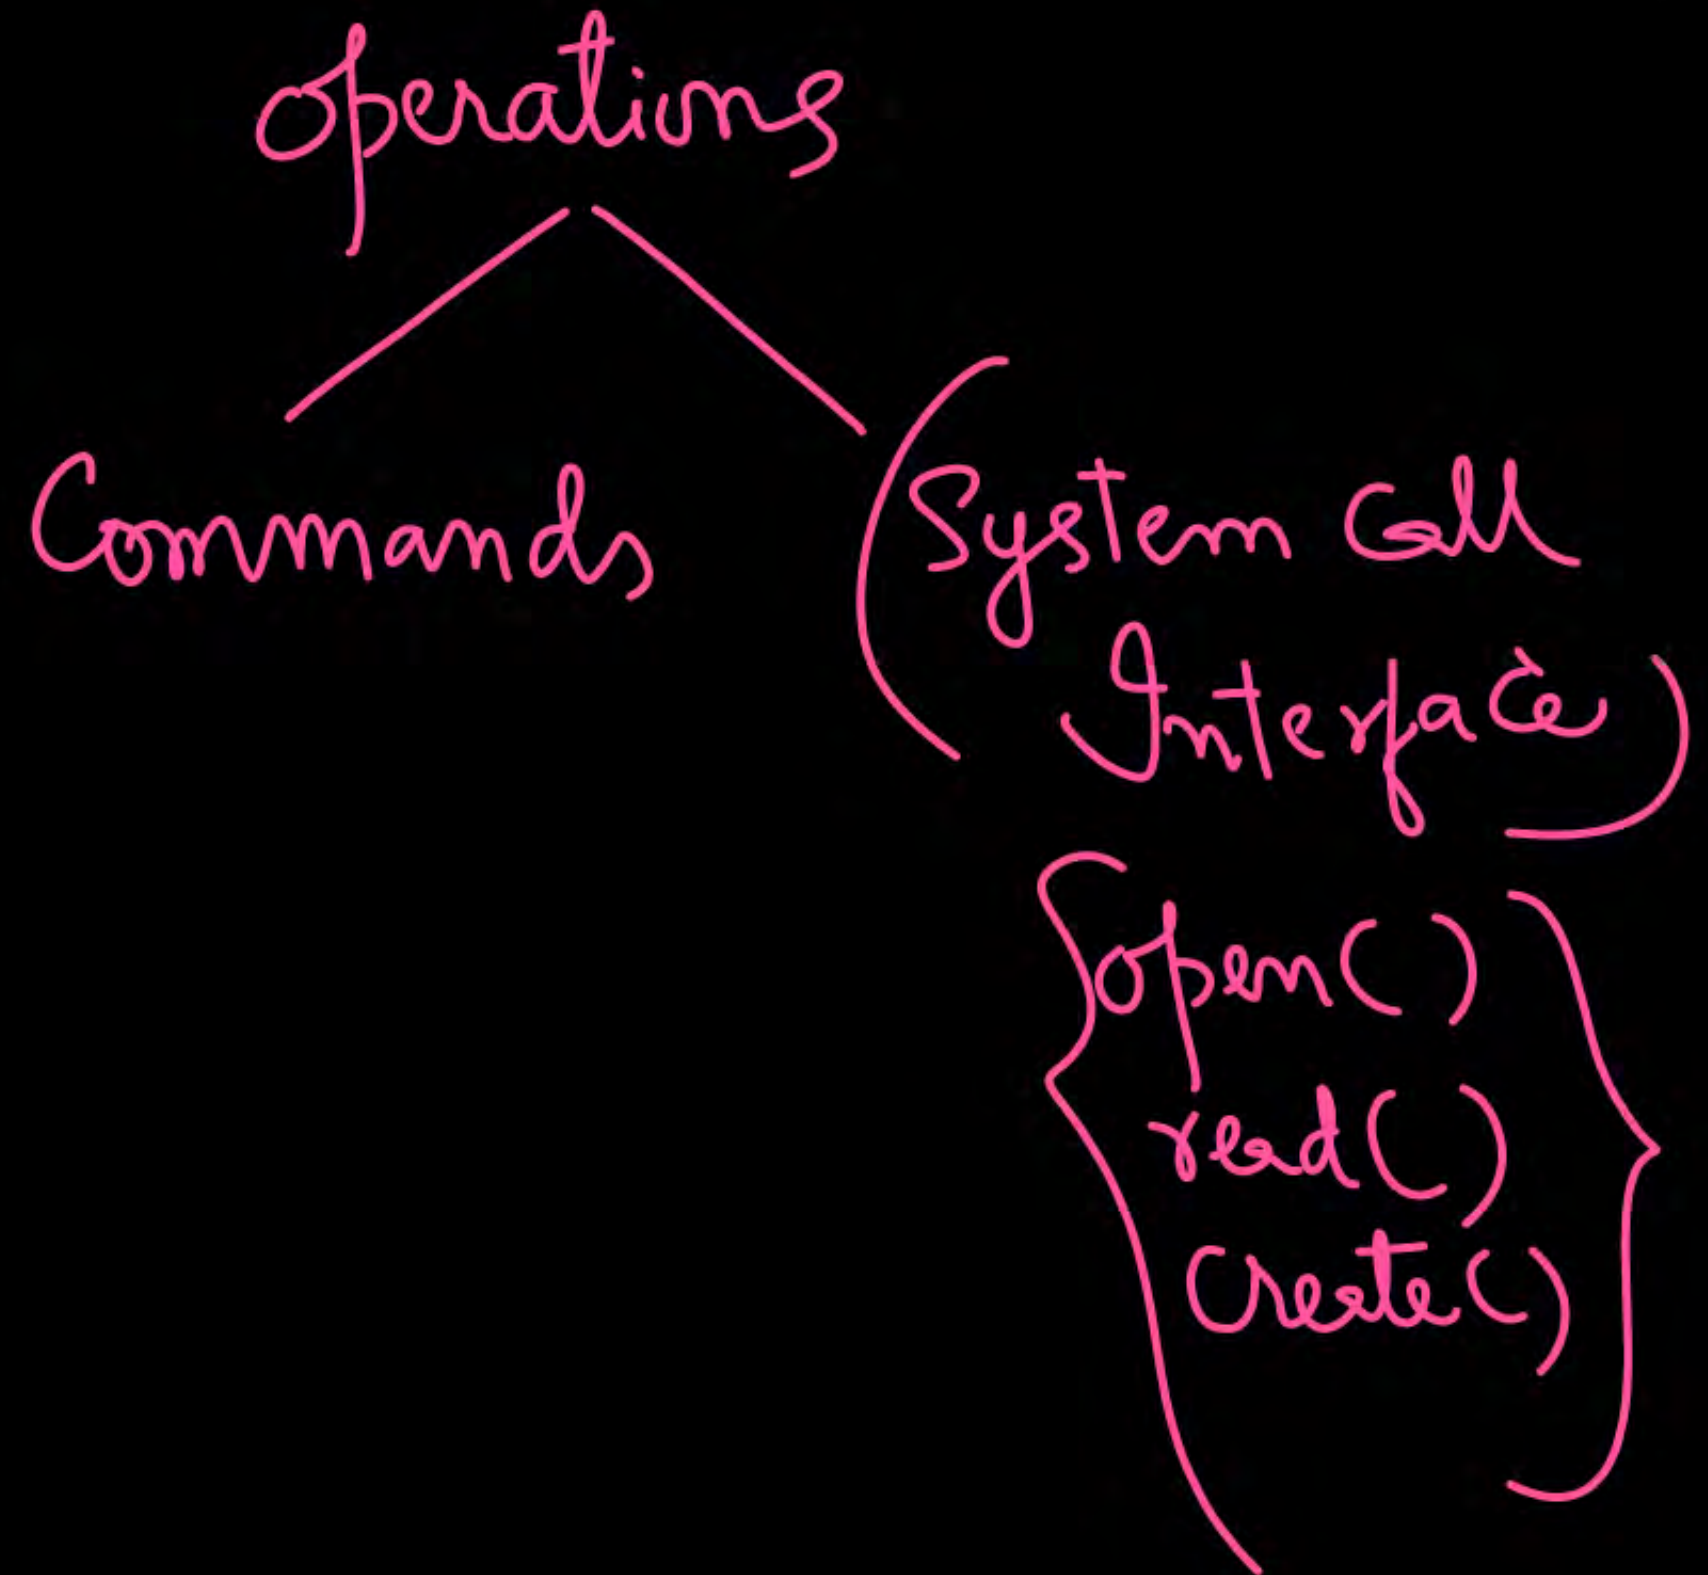 operations
Commands
(System Call
Interface)
{open()
read()
Create()}